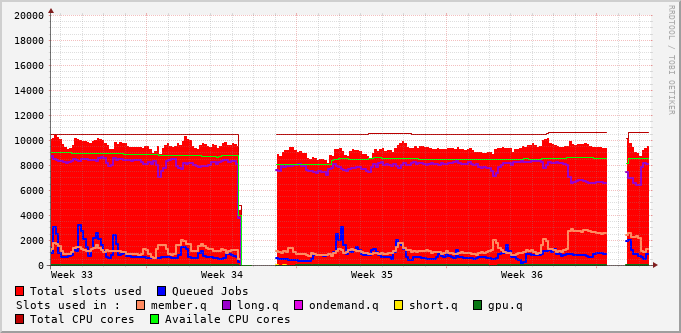 20000
18000
16000
14000
12000
10000
8000
6000
4000
2000
0
Week 33 Week 34 Week 35 Week 36
Total slots used Queued Jobs
Slots used in : member.q long.q ondemand.q short.q gpu.q
Total CPU cores Availale CPU cores
RRDTOOL / TOBI OETIKER